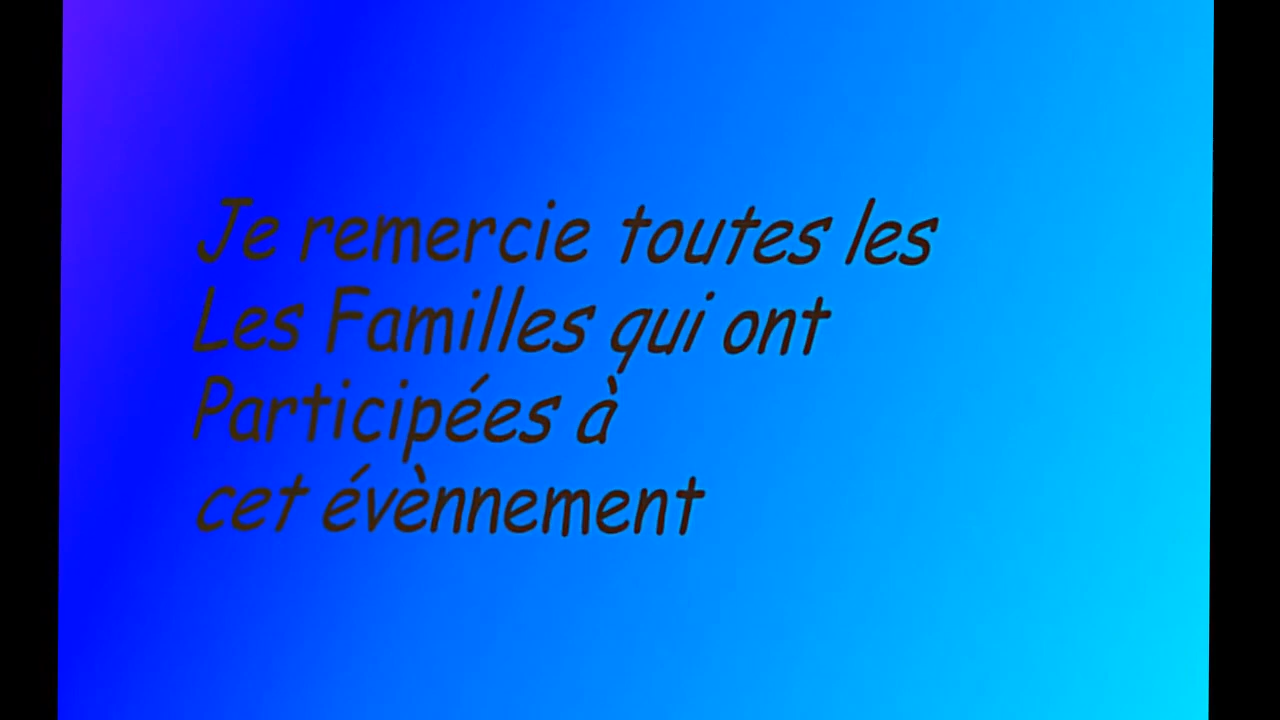 Je remercie toutes les
Les Familles qui ont
Participées à
cet évènnement